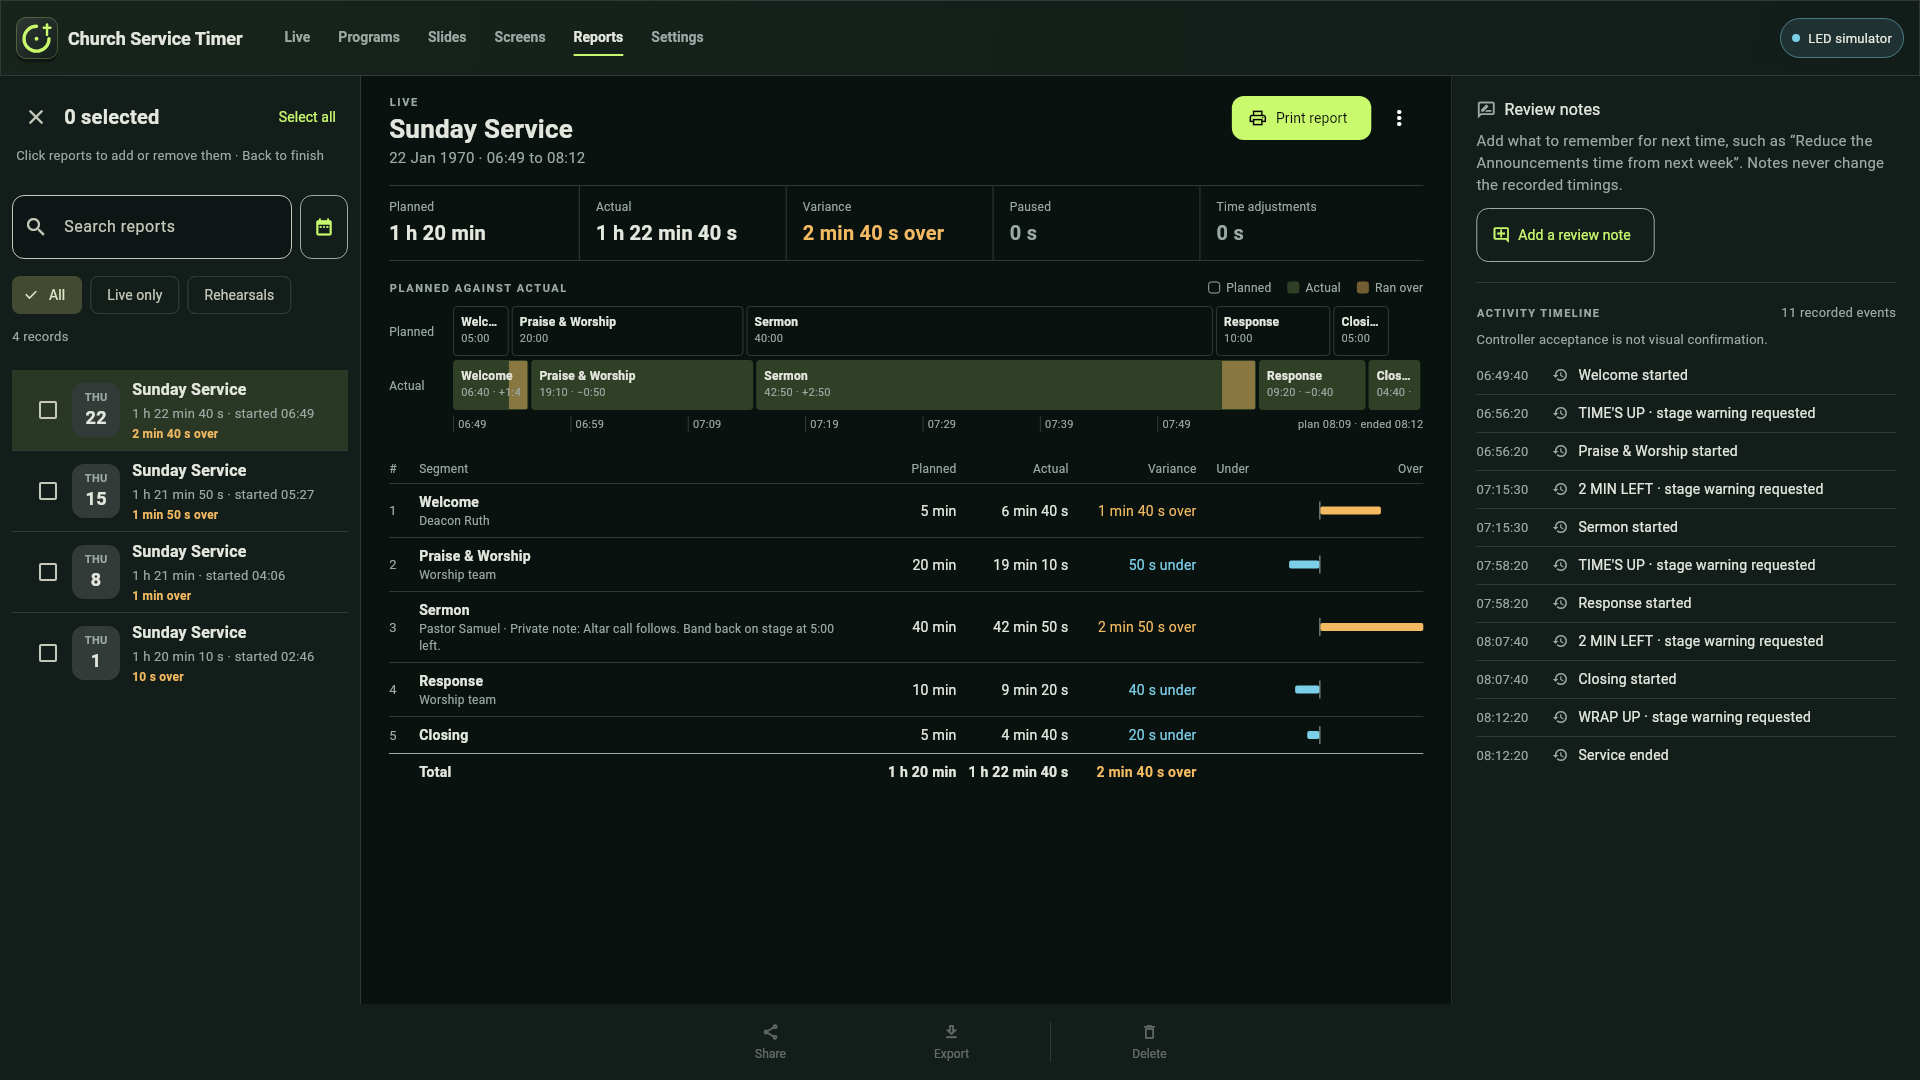 Church Service Timer
Live
Programs
Slides
Screens
Reports
Settings
LED simulator
0 selected
Select all
Click reports to add or remove them · Back to finish
Search reports
All
Live only
Rehearsals
4 records
THU
22
Sunday Service
1 h 22 min 40 s · started 06:49
2 min 40 s over
THU
15
Sunday Service
1 h 21 min 50 s · started 05:27
1 min 50 s over
THU
8
Sunday Service
1 h 21 min · started 04:06
1 min over
THU
1
Sunday Service
1 h 20 min 10 s · started 02:46
10 s over
LIVE
Sunday Service
22 Jan 1970 · 06:49 to 08:12
Print report
Planned
1 h 20 min
Actual
1 h 22 min 40 s
Variance
2 min 40 s over
Paused
0 s
Time adjustments
0 s
PLANNED AGAINST ACTUAL
Planned
Actual
Ran over
Planned
Welc...
05:00
Praise & Worship
20:00
Sermon
40:00
Response
10:00
Closi...
05:00
Actual
Welcome
06:40 · +1:4
Praise & Worship
19:10 · −0:50
Sermon
42:50 · +2:50
Response
09:20 · −0:40
Clos...
04:40 ·
06:49
06:59
07:09
07:19
07:29
07:39
07:49
plan 08:09 · ended 08:12
# Segment Planned Actual Variance Under Over
1 Welcome 5 min 6 min 40 s 1 min 40 s over
Deacon Ruth
2 Praise & Worship 20 min 19 min 10 s 50 s under
Worship team
3 Sermon 40 min 42 min 50 s 2 min 50 s over
Pastor Samuel · Private note: Altar call follows. Band back on stage at 5:00
left.
4 Response 10 min 9 min 20 s 40 s under
Worship team
5 Closing 5 min 4 min 40 s 20 s under
Total 1 h 20 min 1 h 22 min 40 s 2 min 40 s over
Review notes
Add what to remember for next time, such as “Reduce the
Announcements time from next week”. Notes never change
the recorded timings.
Add a review note
ACTIVITY TIMELINE
11 recorded events
Controller acceptance is not visual confirmation.
06:49:40 Welcome started
06:56:20 TIME'S UP · stage warning requested
06:56:20 Praise & Worship started
07:15:30 2 MIN LEFT · stage warning requested
07:15:30 Sermon started
07:58:20 TIME'S UP · stage warning requested
07:58:20 Response started
08:07:40 2 MIN LEFT · stage warning requested
08:07:40 Closing started
08:12:20 WRAP UP · stage warning requested
08:12:20 Service ended
Share
Export
Delete